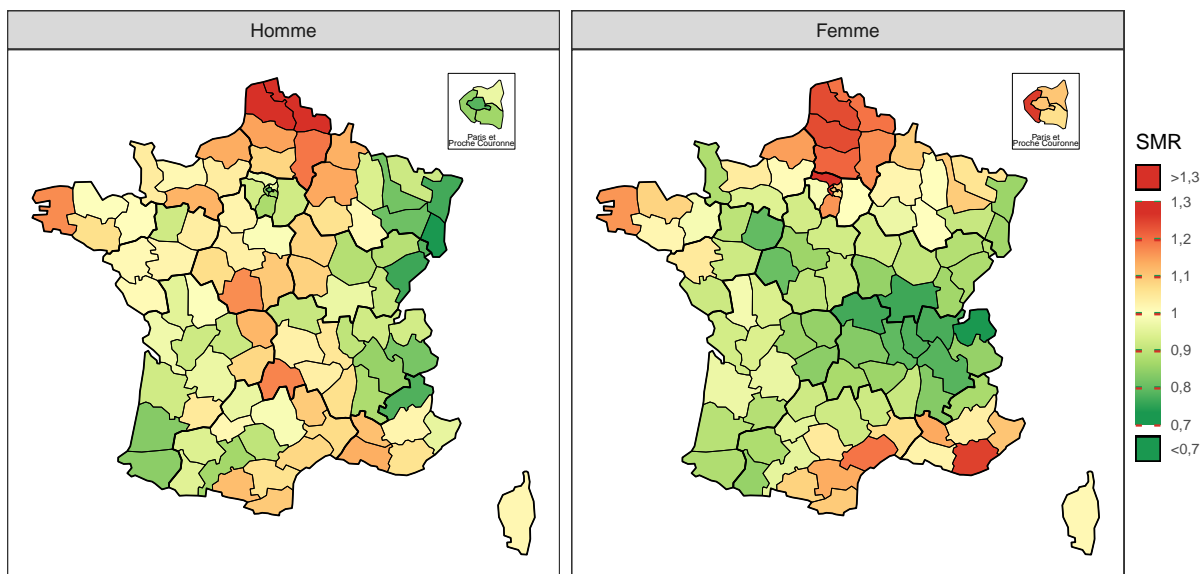 Homme
Femme
Paris et
Proche Couronne
Paris et
Proche Couronne
SMR
>1,3
1,3
1,2
1,1
1
0,9
0,8
0,7
<0,7